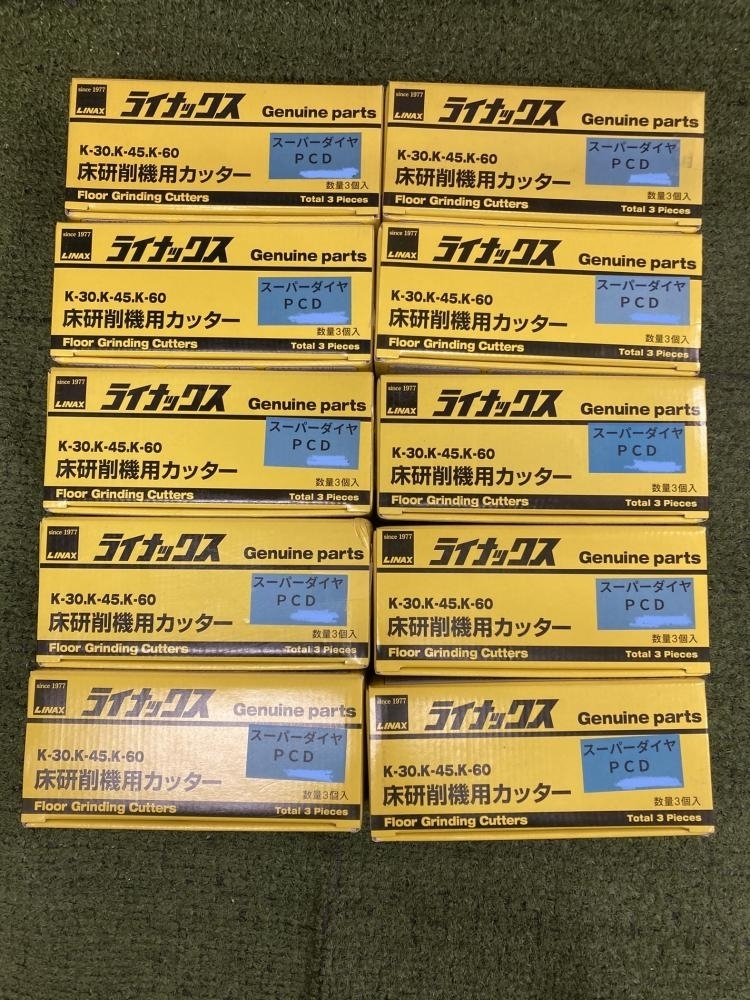 since 1977
LINAX
ライナックス
Genuine parts
K-30.K-45.K-60
スーパーダイヤ
PCD
床研削機用カッター
数量3個入
Floor Grinding Cutters
Total 3 Pieces
since 1977
LINAX
ライナックス
Genuine parts
K-30.K-45.K-60
スーパーダイヤ
PCD
床研削機用カッター
数量3個入
Floor Grinding Cutters
Total 3 Pieces
since 1977
LINAX
ライナックス
Genuine parts
K-30.K-45.K-60
スーパーダイヤ
PCD
床研削機用カッター
数量3個入
Floor Grinding Cutters
Total 3 Pieces
since 1977
LINAX
ライナックス
Genuine parts
K-30.K-45.K-60
スーパーダイヤ
PCD
床研削機用カッター
数量3個入
Floor Grinding Cutters
Total 3 Pieces
since 1977
LINAX
ライナックス
Genuine parts
K-30.K-45.K-60
スーパーダイヤ
PCD
床研削機用カッター
数量3個入
Floor Grinding Cutters
Total 3 Pieces
since 1977
LINAX
ライナックス
Genuine parts
K-30.K-45.K-60
スーパーダイヤ
PCD
床研削機用カッター
数量3個入
Floor Grinding Cutters
Total 3 Pieces
since 1977
LINAX
ライナックス
Genuine parts
K-30.K-45.K-60
スーパーダイヤ
PCD
床研削機用カッター
数量3個入
Floor Grinding Cutters
Total 3 Pieces
since 1977
LINAX
ライナックス
Genuine parts
K-30.K-45.K-60
スーパーダイヤ
PCD
床研削機用カッター
数量3個入
Floor Grinding Cutters
Total 3 Pieces
since 1977
LINAX
ライナックス
Genuine parts
K-30.K-45.K-60
スーパーダイヤ
PCD
床研削機用カッター
数量3個入
Floor Grinding Cutters
Total 3 Pieces
since 1977
LINAX
ライナックス
Genuine parts
K-30.K-45.K-60
スーパーダイヤ
PCD
床研削機用カッター
数量3個入
Floor Grinding Cutters
Total 3 Pieces